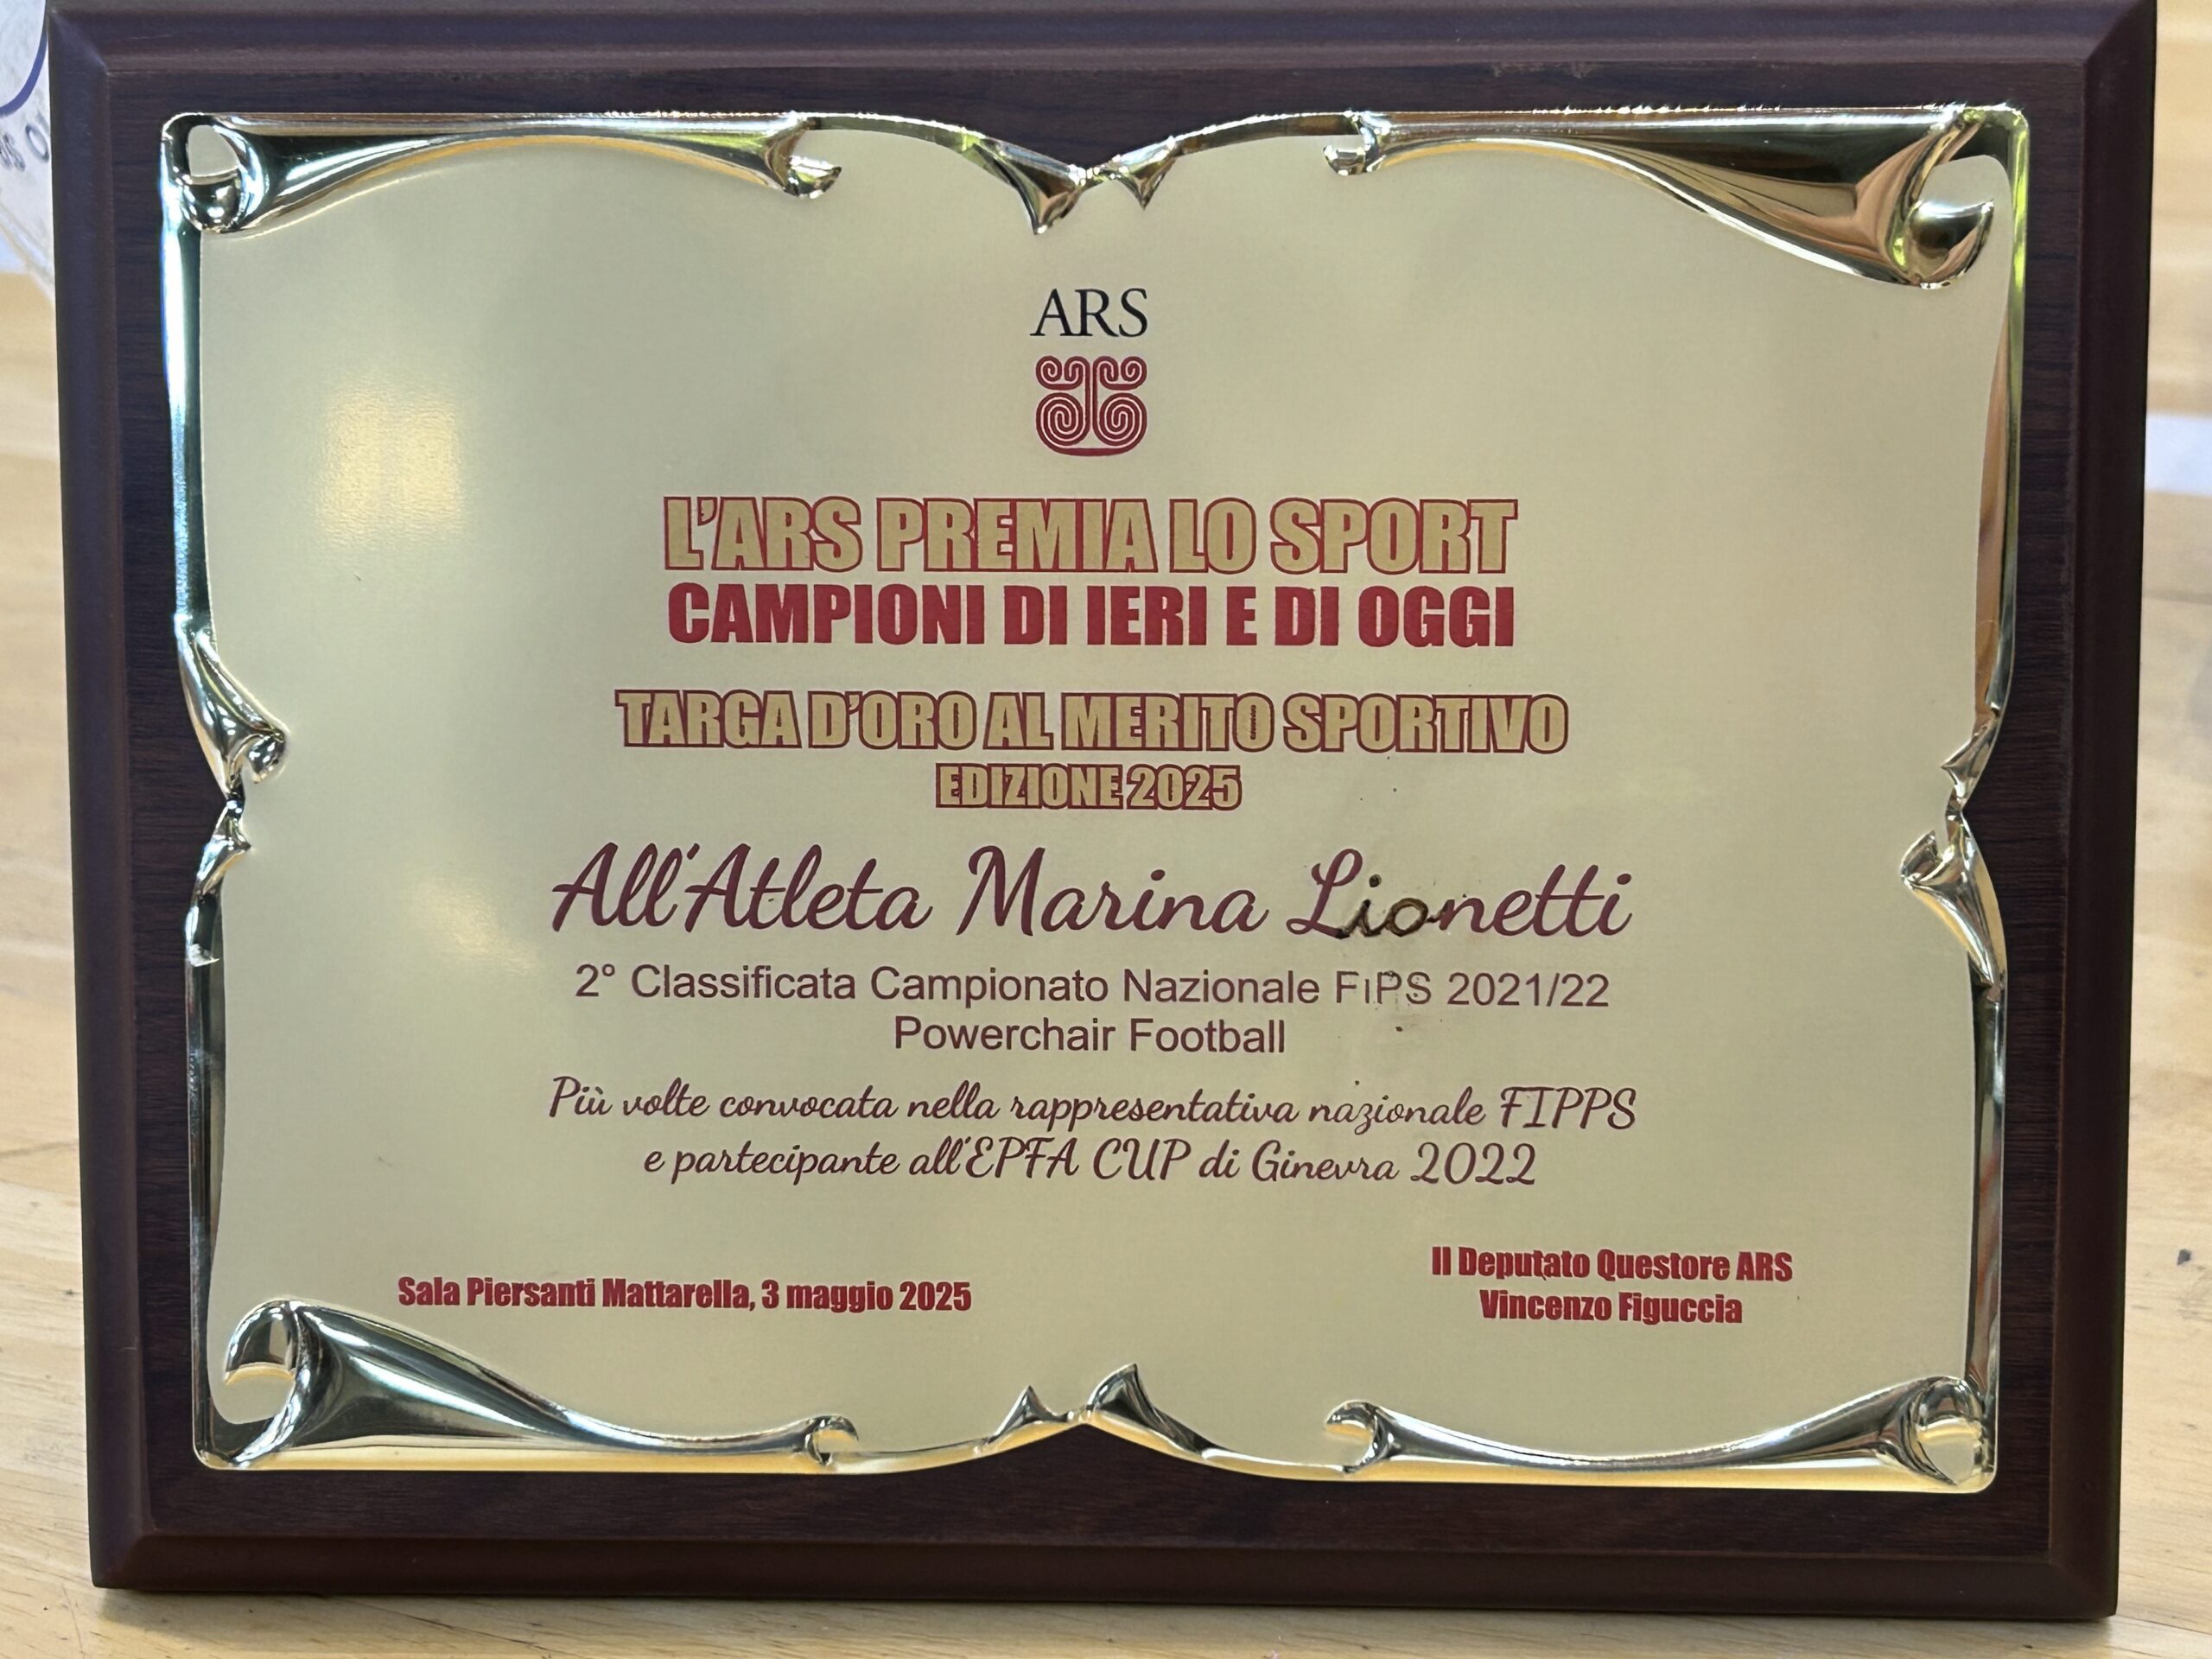 ARS
L'ARS PREMIA LO SPORT
CAMPIONI DI IERI E DI OGGI
TARGA D'ORO AL MERITO SPORTIVO
EDIZIONE 2025
All'Atleta Marina Lionetti
2° Classificata Campionato Nazionale FiPS 2021/22
Powerchair Football
Più volte convocata nella rappresentativa nazionale FIPPS
e partecipante all'EPFA CUP di Ginevra 2022
Sala Piersanti Mattarella, 3 maggio 2025
Il Deputato Questore ARS
Vincenzo Figuccia